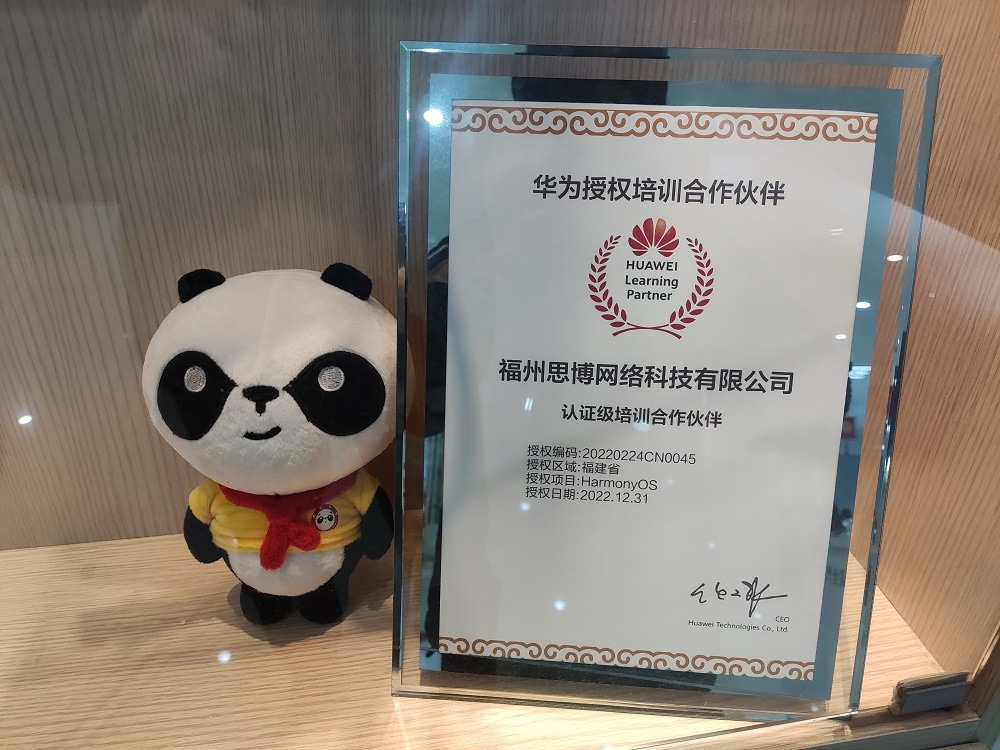 华为授权培训合作伙伴
HUAWEI
Learning
Partner
福州思博网络科技有限公司
认证级培训合作伙伴
授权编码:20220224CN0045
授权区域:福建省
授权项目:HarmonyOS
授权日期:2022.12.31
CEO
Huawei Technologies Co., Ltd.